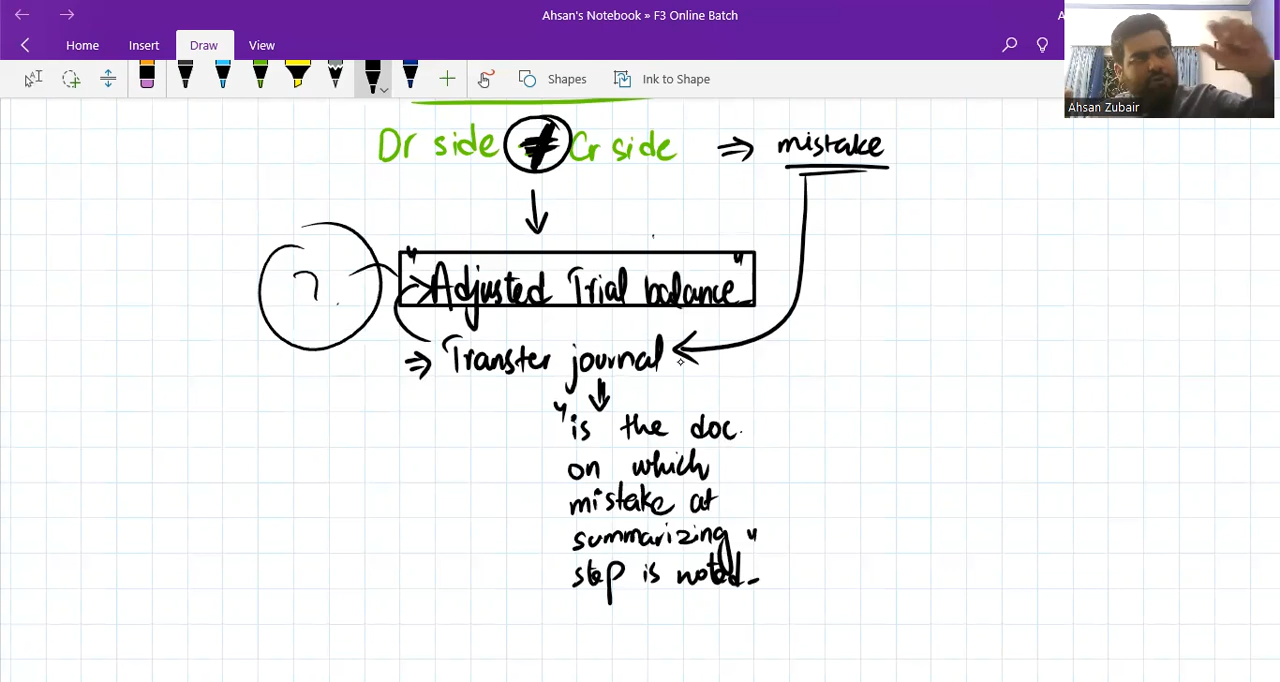 Ahsan's Notebook » F3 Online Batch
A
Home Insert Draw View
Shapes Ink to Shape
Ahsan Zubair
Dr side ≠ Cr side ⇒ mistake
"Adjusted Trial balance"
?
⇒ Transfer journal
"is the doc.
on which
mistake at
summarizing "
step is noted.